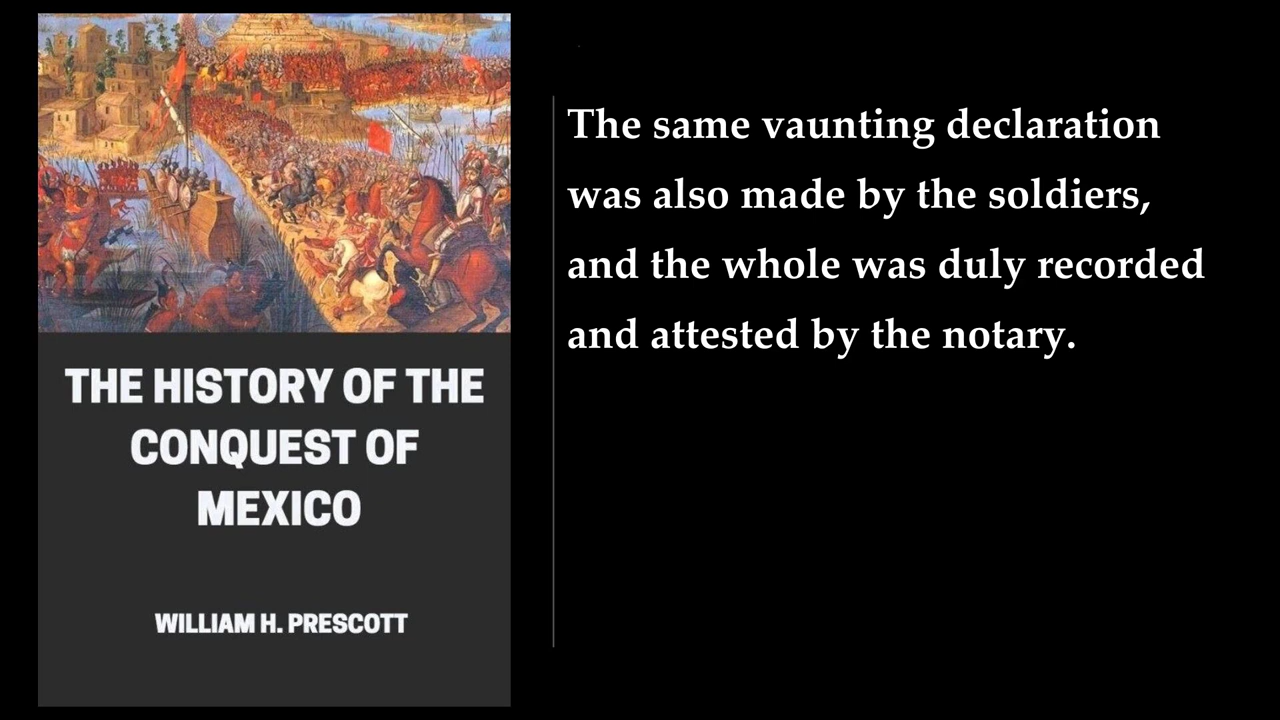 THE HISTORY OF THE
CONQUEST OF
MEXICO
WILLIAM H. PRESCOTT
The same vaunting declaration
was also made by the soldiers,
and the whole was duly recorded
and attested by the notary.